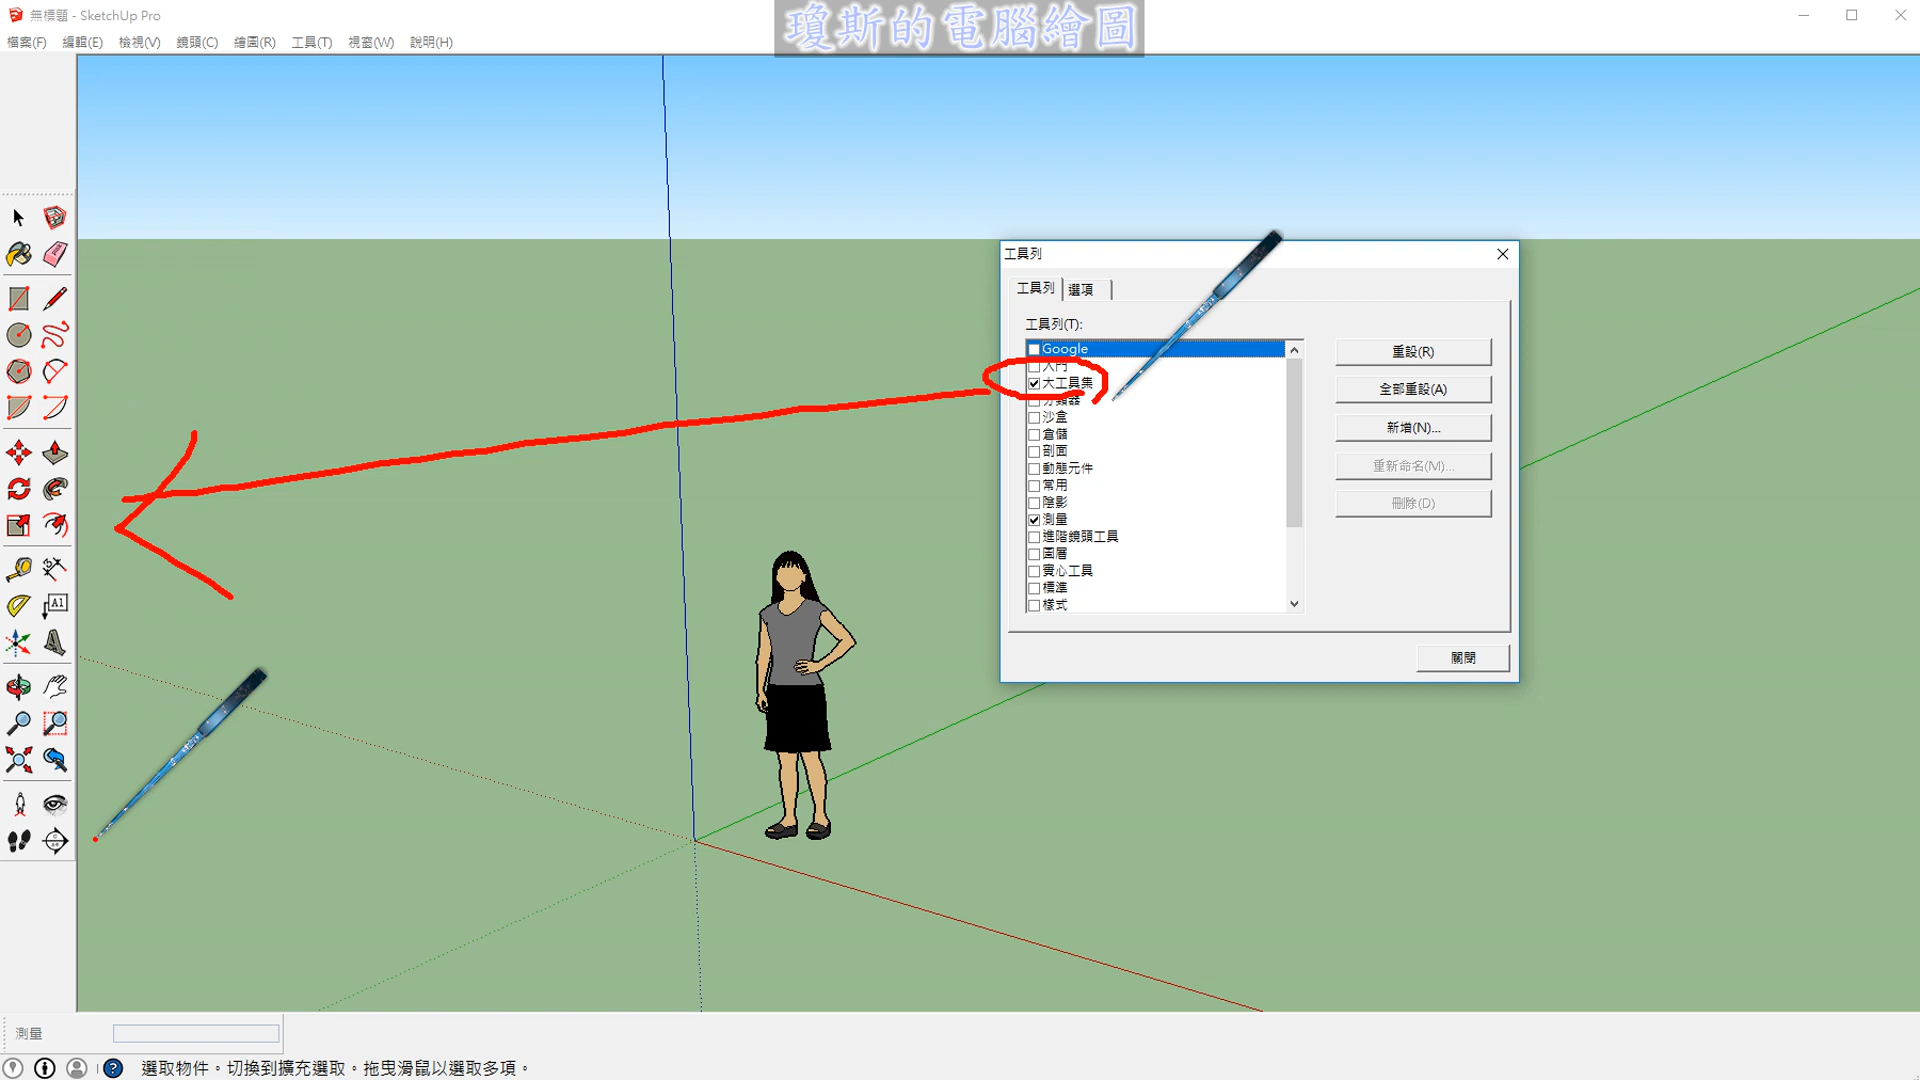 無標題 - SketchUp Pro
瓊斯的電腦繪圖
檔案(F) 編輯(E) 檢視(V) 鏡頭(C) 繪圖(R) 工具(T) 視窗(W) 說明(H)
工具列
工具列 選項
工具列(T):
Google
入門
大工具集
分類器
沙盒
倉儲
剖面
動態元件
常用
陰影
測量
進階鏡頭工具
圖層
實心工具
標準
樣式
重設(R)
全部重設(A)
新增(N)...
重新命名(M)...
刪除(D)
關閉
A1
測量
選取物件。切換到擴充選取。拖曳滑鼠以選取多項。